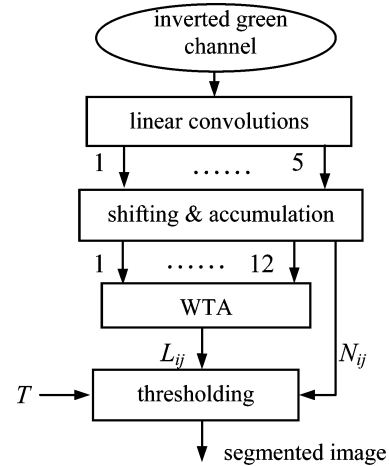 inverted green
channel
linear convolutions
1 ...... 5
shifting & accumulation
1 ...... 12
WTA
L_ij
N_ij
T
thresholding
segmented image